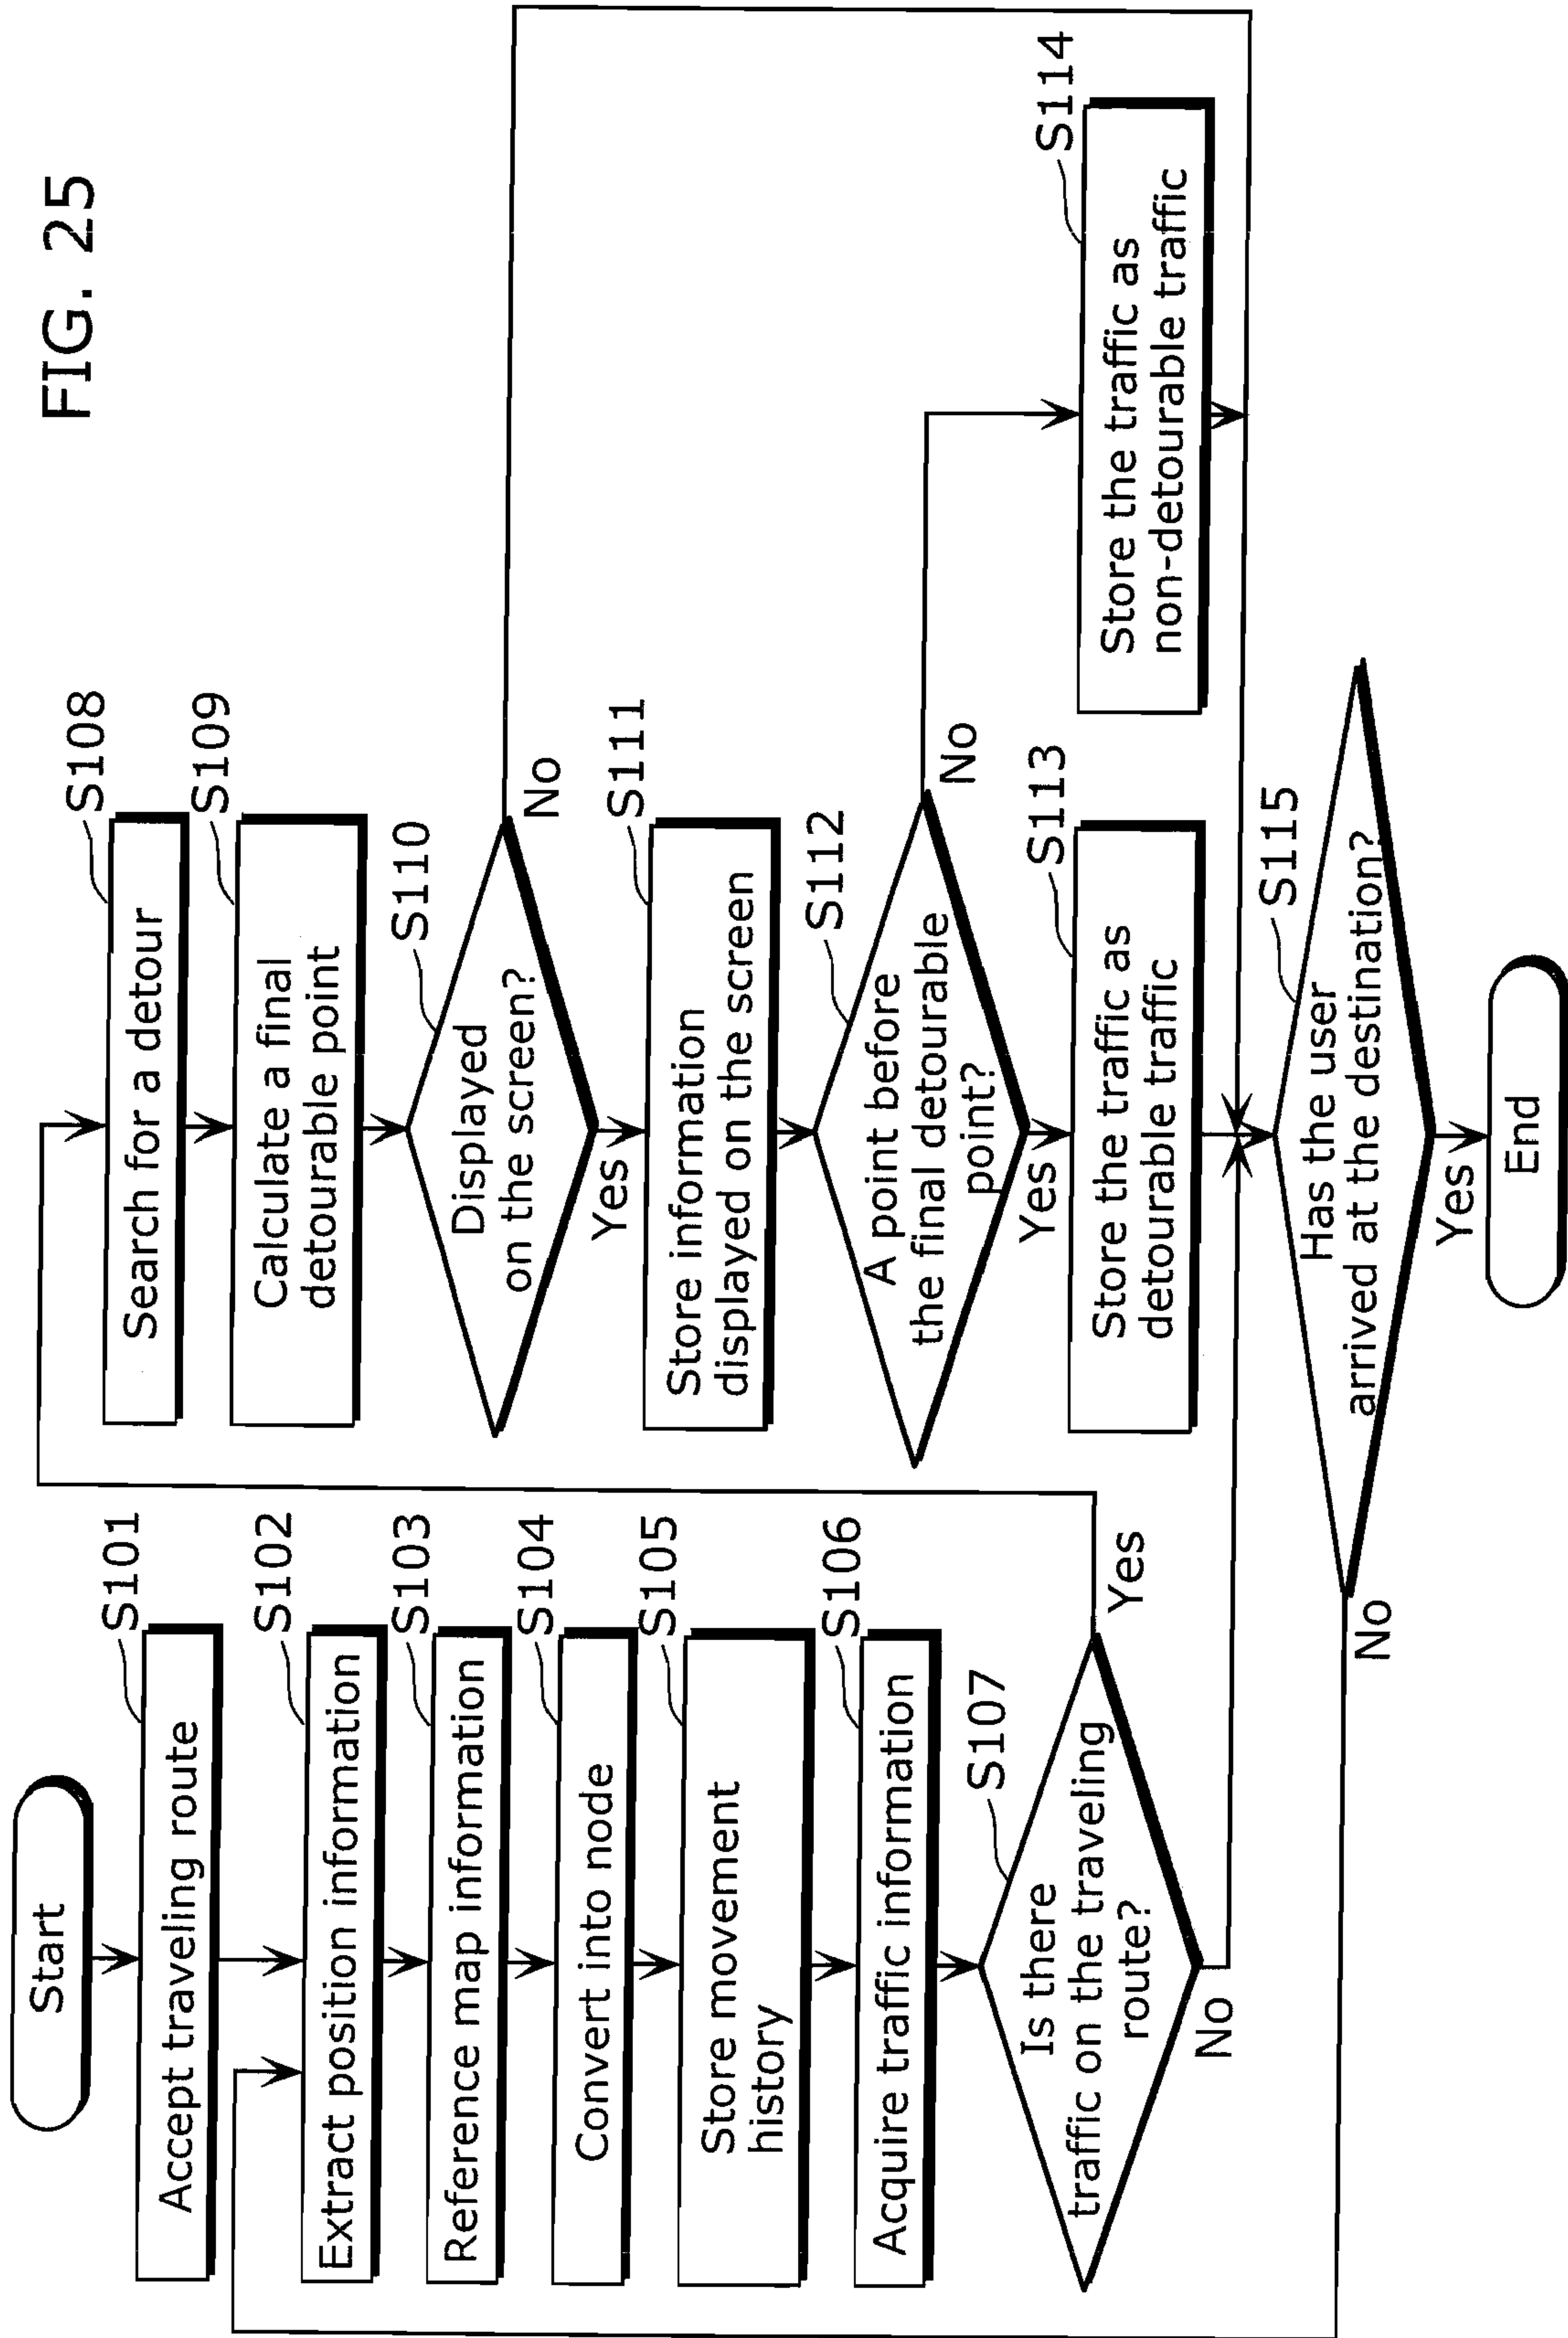 FIG. 25
Start
S101
Accept traveling route
S102
Extract position information
S103
Reference map information
S104
Convert into node
S105
Store movement
history
S106
Acquire traffic information
S107
Is there
traffic on the traveling
route?
Yes
No
S108
Search for a detour
S109
Calculate a final
detourable point
S110
Displayed
on the screen?
No
Yes
S111
Store information
displayed on the screen
S112
A point before
the final detourable
point?
No
Yes
S113
Store the traffic as
detourable traffic
S114
Store the traffic as
non-detourable traffic
S115
Has the user
arrived at the destination?
No
Yes
End